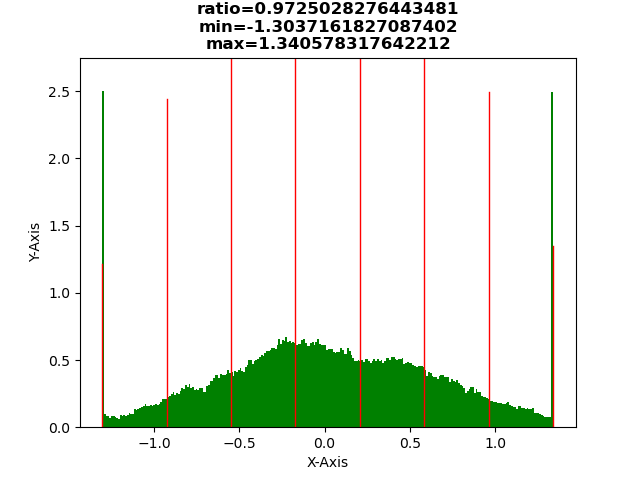 ratio=0.9725028276443481
min=-1.3037161827087402
max=1.340578317642212
2.5
2.0
1.5
1.0
0.5
0.0
Y-Axis
−1.0 −0.5 0.0 0.5 1.0
X-Axis